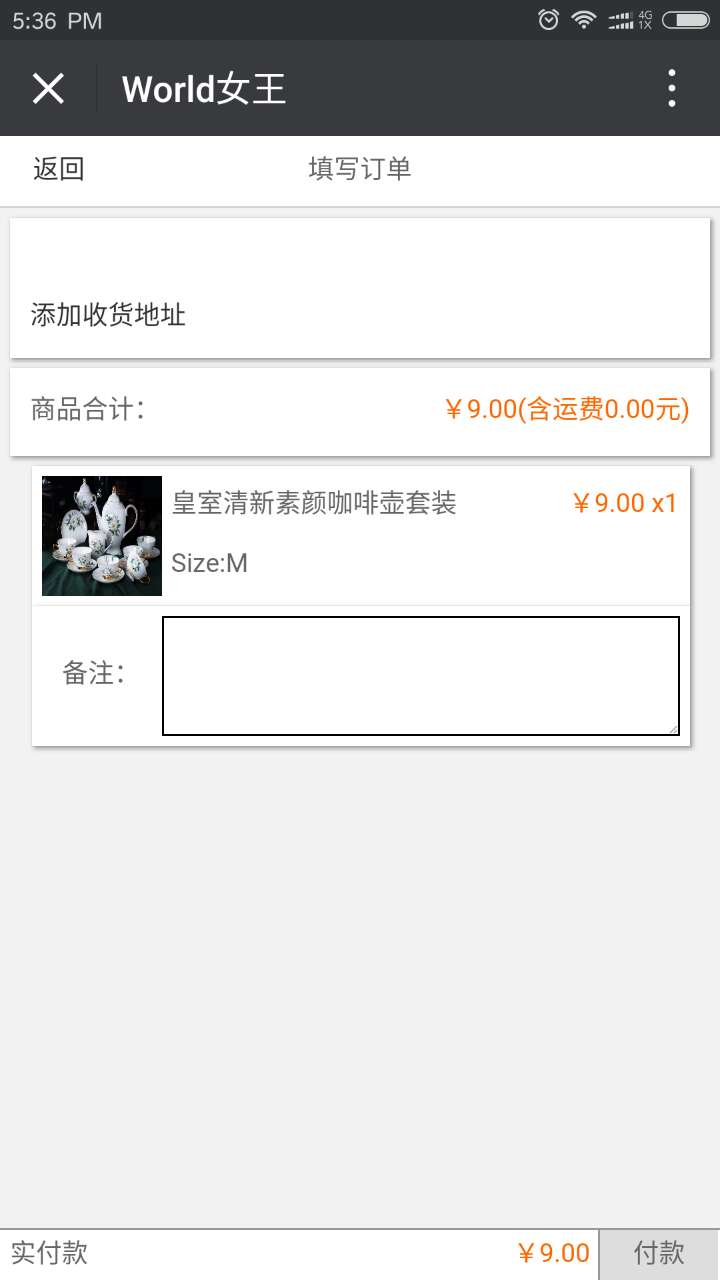 5:36 PM
4G
1X
World女王
返回
填写订单
添加收货地址
商品合计：
￥9.00(含运费0.00元)
皇室清新素颜咖啡壶套装
￥9.00 x1
Size:M
备注：
实付款
￥9.00
付款